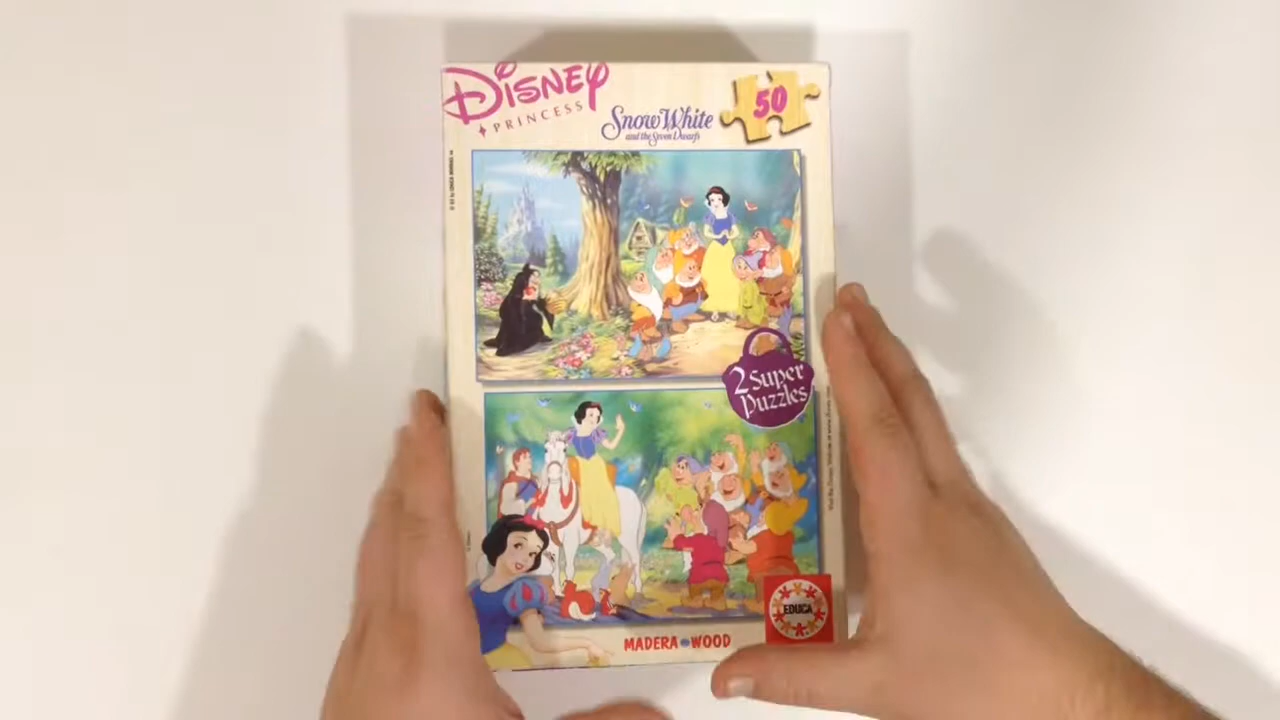 DISNEY
PRINCESS
Snow White
and the Seven Dwarfs
50
2 Super
Puzzles
EDUCA
MADERA WOOD